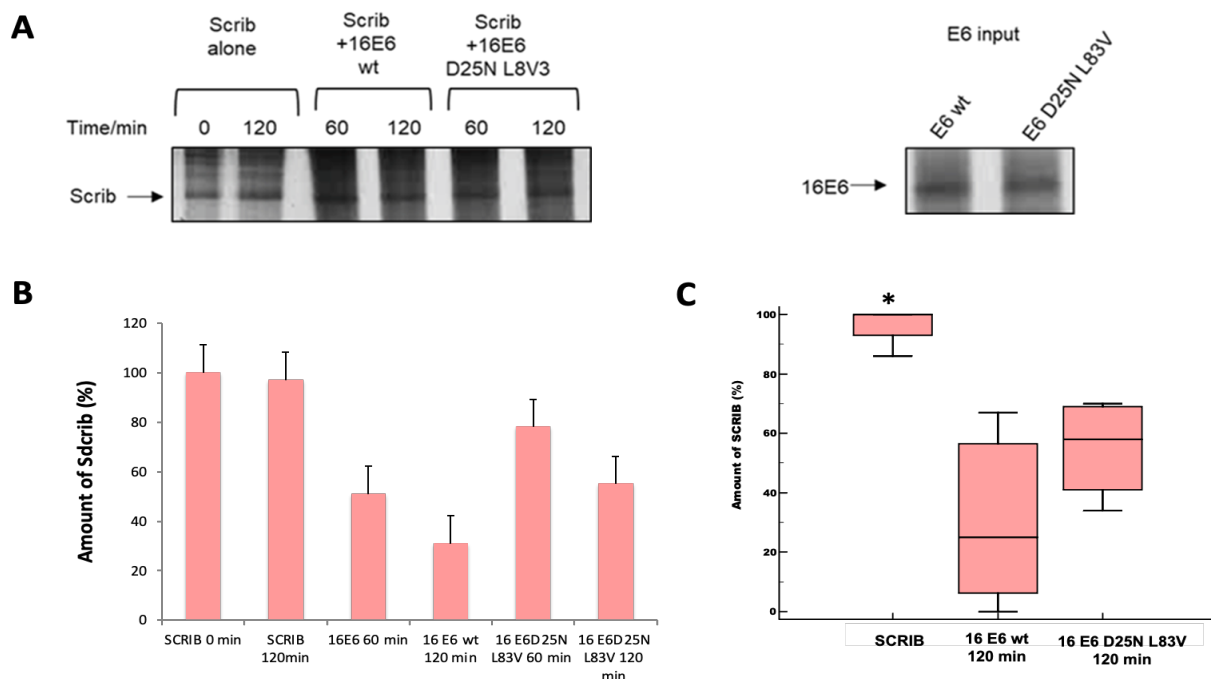 A
Scrib
alone
Scrib
+16E6
wt
Scrib
+16E6
D25N L8V3
Time/min
0 120 60 120 60 120
Scrib
E6 input
E6 wt
E6 D25N L83V
16E6
B
Amount of Sdcrib (%)
120
100
80
60
40
20
0
SCRIB 0 min
SCRIB
120min
16E6 60 min
16 E6 wt
120 min
16 E6D25N
L83V 60 min
16 E6D25N
L83V 120
min
C
*
Amount of SCRIB (%)
100
80
60
40
20
0
SCRIB
16 E6 wt
120 min
16 E6 D25N L83V
120 min